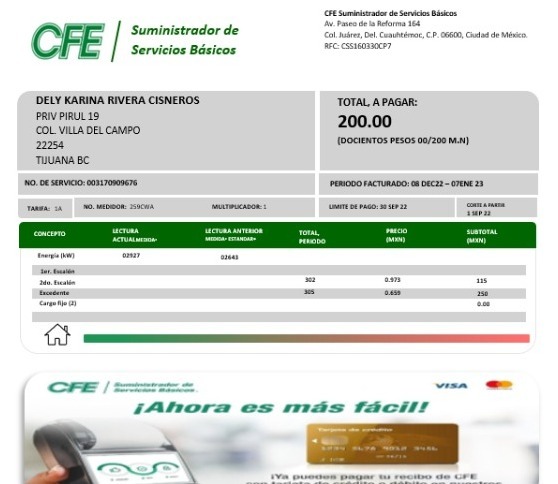 CFE
Suministrador de
Servicios Básicos
CFE Suministrador de Servicios Básicos
Av. Paseo de la Reforma 164
Col. Juárez, Del. Cuauhtémoc, C.P. 06600, Ciudad de México.
RFC: CSS160330CP7
DELY KARINA RIVERA CISNEROS
PRIV PIRUL 19
COL. VILLA DEL CAMPO
22254
TIJUANA BC
TOTAL, A PAGAR:
200.00
(DOCIENTOS PESOS 00/200 M.N)
NO. DE SERVICIO: 003170909676
PERIODO FACTURADO: 08 DEC22 – 07ENE 23
TARIFA: 1A NO. MEDIDOR: 259CWA MULTIPLICADOR: 1 LIMITE DE PAGO: 30 SEP 22 CORTE A PARTIR
1 SEP 22
CONCEPTO LECTURA ACTUALMEDIDA- LECTURA ANTERIOR MEDIDA- ESTANDAR+ TOTAL, PERIODO PRECIO (MXN) SUBTOTAL (MXN)
Energía (kW) 02927 02643
1er. Escalón
2do. Escalón 302 0.973 115
Excedente 305 0.659 250
Cargo fijo (2) 0.00
CFE Suministrador de
Servicios Básicos.
VISA
¡Ahora es más fácil!
Tarjeta de crédito
¡Ya puedes pagar tu recibo de CFE
con tarjeta de crédito o débito en nuestros